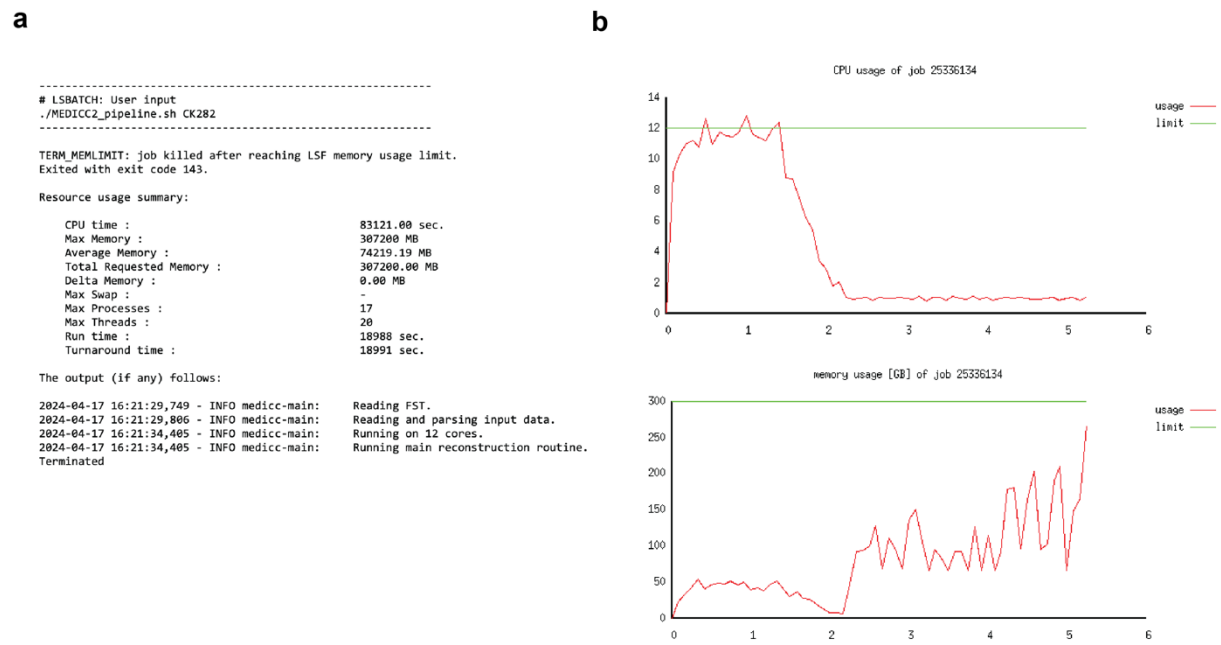 a
------------------------------------------------------------
# LSBATCH: User input
./MEDICC2_pipeline.sh CK282
------------------------------------------------------------
TERM_MEMLIMIT: job killed after reaching LSF memory usage limit.
Exited with exit code 143.
Resource usage summary:
CPU time : 83121.00 sec.
Max Memory : 307200 MB
Average Memory : 74219.19 MB
Total Requested Memory : 307200.00 MB
Delta Memory : 0.00 MB
Max Swap : -
Max Processes : 17
Max Threads : 20
Run time : 18988 sec.
Turnaround time : 18991 sec.
The output (if any) follows:
2024-04-17 16:21:29,749 - INFO medicc-main: Reading FST.
2024-04-17 16:21:29,806 - INFO medicc-main: Reading and parsing input data.
2024-04-17 16:21:34,405 - INFO medicc-main: Running on 12 cores.
2024-04-17 16:21:34,405 - INFO medicc-main: Running main reconstruction routine.
Terminated
b
CPU usage of job 25336134
usage
limit
14
12
10
8
6
4
2
0
0 1 2 3 4 5 6
memory usage [GB] of job 25336134
usage
limit
300
250
200
150
100
50
0
0 1 2 3 4 5 6